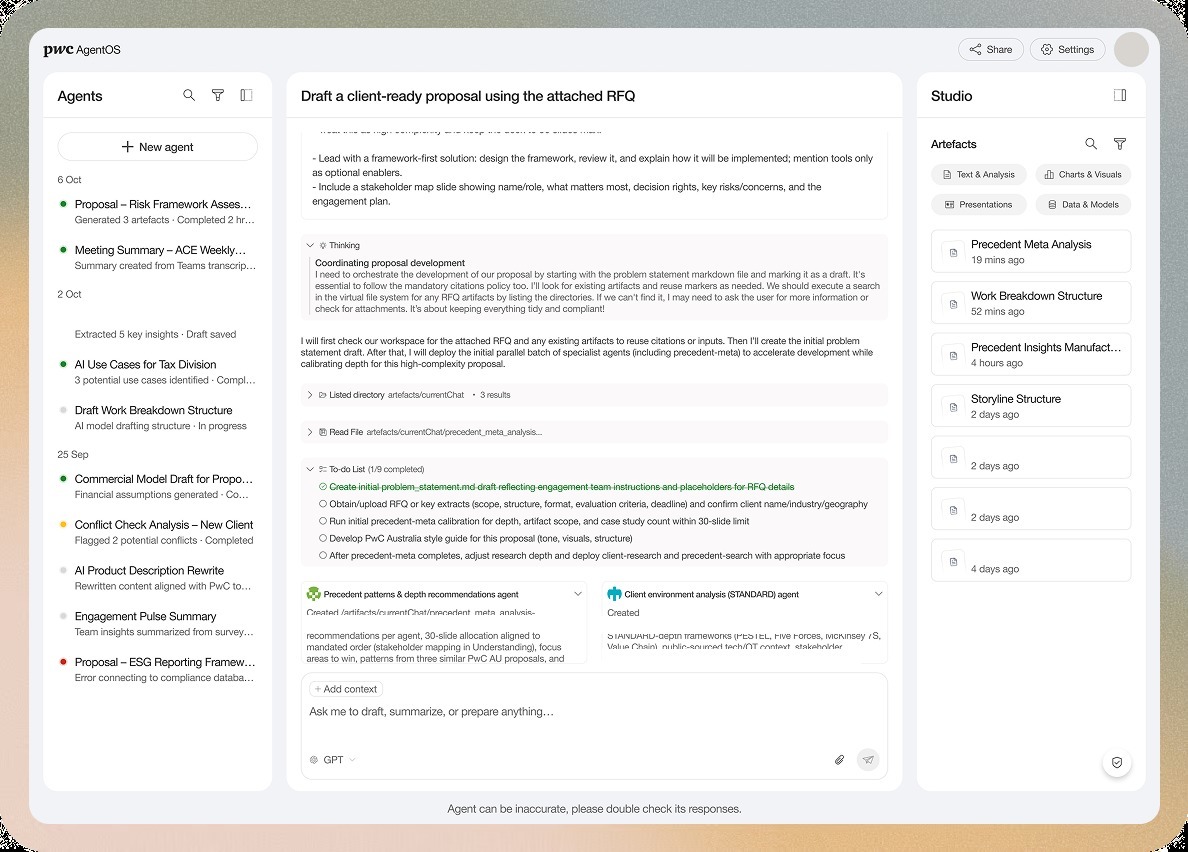 pwc AgentOS
Share
Settings
Agents
New agent
6 Oct
Proposal – Risk Framework Asses…
Generated 3 artefacts · Completed 2 hr…
Meeting Summary – ACE Weekly…
Summary created from Teams transcrip…
2 Oct
Extracted 5 key insights · Draft saved
AI Use Cases for Tax Division
3 potential use cases identified · Compl…
Draft Work Breakdown Structure
AI model drafting structure · In progress
25 Sep
Commercial Model Draft for Propo…
Financial assumptions generated · Co…
Conflict Check Analysis – New Client
Flagged 2 potential conflicts · Completed
AI Product Description Rewrite
Rewritten content aligned with PwC to…
Engagement Pulse Summary
Team insights summarized from survey…
Proposal – ESG Reporting Framew…
Error connecting to compliance databa…
Draft a client-ready proposal using the attached RFQ
- Lead with a framework-first solution: design the framework, review it, and explain how it will be implemented; mention tools only
as optional enablers.
- Include a stakeholder map slide showing name/role, what matters most, decision rights, key risks/concerns, and the
engagement plan.
Thinking
Coordinating proposal development
I need to orchestrate the development of our proposal by starting with the problem statement markdown file and marking it as a draft. It's
essential to follow the mandatory citations policy too. I'll look for existing artifacts and reuse markers as needed. We should execute a search
in the virtual file system for any RFQ artifacts by listing the directories. If we can't find it, I may need to ask the user for more information or
check for attachments. It's about keeping everything tidy and compliant!
I will first check our workspace for the attached RFQ and any existing artifacts to reuse citations or inputs. Then I'll create the initial problem
statement draft. After that, I will deploy the initial parallel batch of specialist agents (including precedent-meta) to accelerate development while
calibrating depth for this high-complexity proposal.
Listed directory artefacts/currentChat • 3 results
Read File artefacts/currentChat/precedent_meta_analysis...
To-do List (1/9 completed)
Create initial problem_statement.md draft reflecting engagement team instructions and placeholders for RFQ details
Obtain/upload RFQ or key extracts (scope, structure, format, evaluation criteria, deadline) and confirm client name/industry/geography
Run initial precedent-meta calibration for depth, artifact scope, and case study count within 30-slide limit
Develop PwC Australia style guide for this proposal (tone, visuals, structure)
After precedent-meta completes, adjust research depth and deploy client-research and precedent-search with appropriate focus
Precedent patterns & depth recommendations agent
Created /artifacts/currentChat/precedent_meta_analysis-
recommendations per agent, 30-slide allocation aligned to
mandated order (stakeholder mapping in Understanding), focus
areas to win, patterns from three similar PwC AU proposals, and
Client environment analysis (STANDARD) agent
Created
STANDARD-depth frameworks (PESTEL, Five Forces, McKinsey 7S,
Value Chain), public-sourced tech/OT context, stakeholder
+ Add context
Ask me to draft, summarize, or prepare anything…
GPT
Agent can be inaccurate, please double check its responses.
Studio
Artefacts
Text & Analysis
Charts & Visuals
Presentations
Data & Models
Precedent Meta Analysis
19 mins ago
Work Breakdown Structure
52 mins ago
Precedent Insights Manufact…
4 hours ago
Storyline Structure
2 days ago
2 days ago
2 days ago
4 days ago